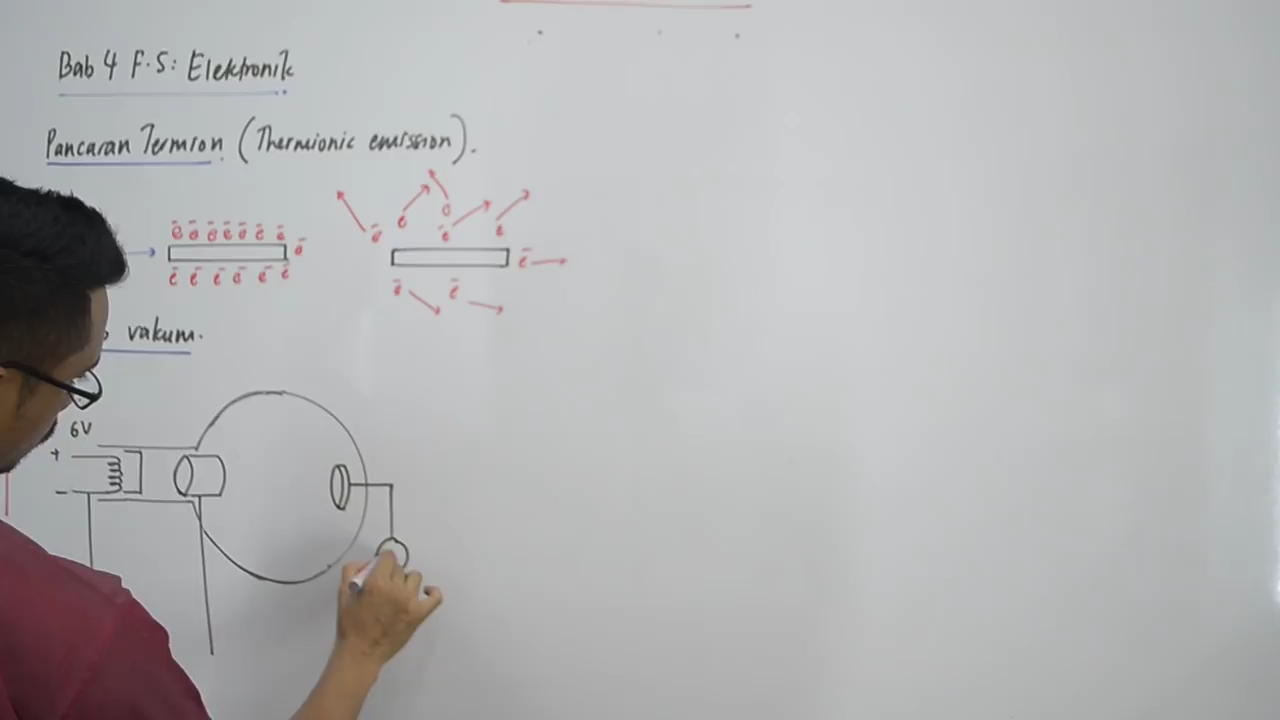 Bab 4 F.S: Elektronik
Pancaran Termion (Thermionic emission).
ē ē ē ē ē ē ē
ē
ē ē ē ē ē ē
ē e e ē e
ē
ē ē
vakum.
6V
+
-